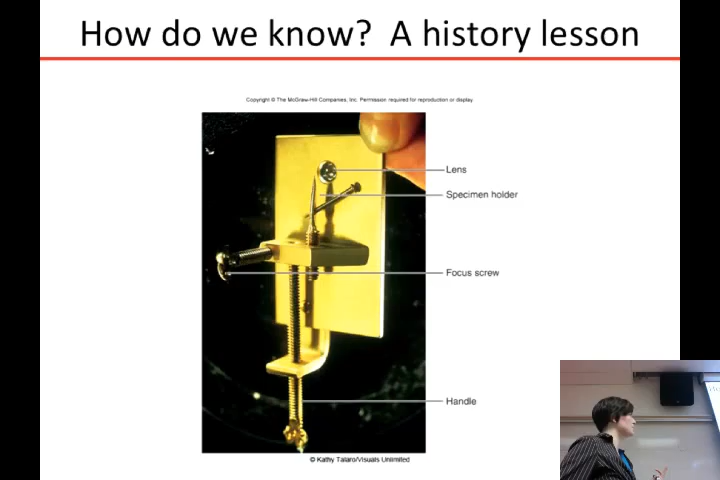 How do we know? A history lesson
Copyright © The McGraw-Hill Companies, Inc. Permission required for reproduction or display.
Lens
Specimen holder
Focus screw
Handle
© Kathy Talaro/Visuals Unlimited